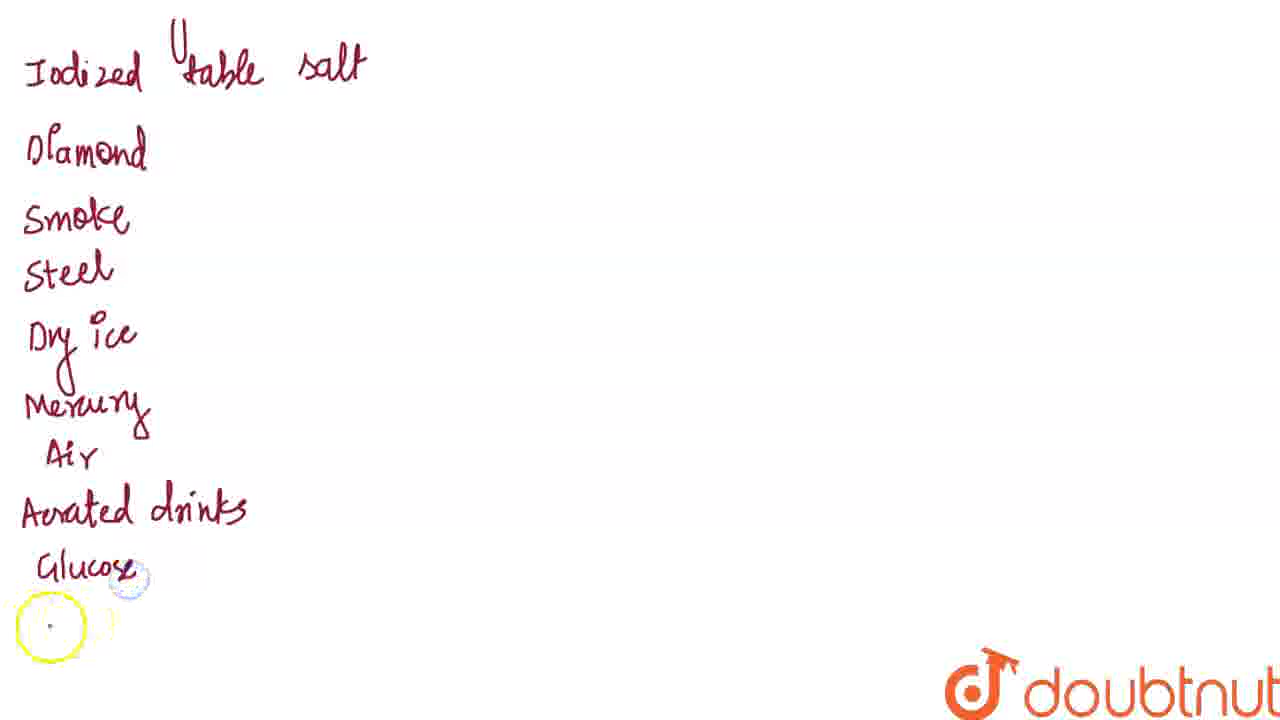 Iodized table salt
Diamond
Smoke
Steel
Dry ice
Mercury
Air
Aerated drinks
Glucose
doubtnut